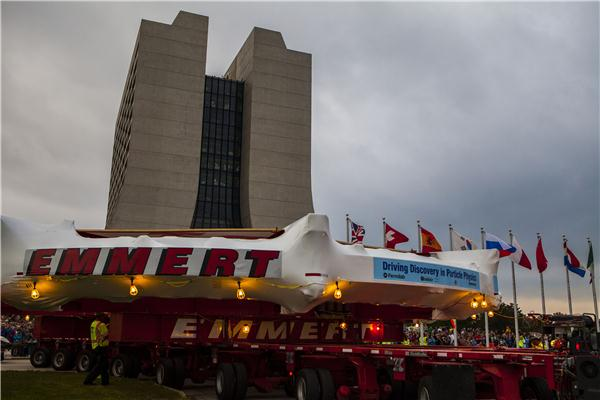 EMMERT
Driving Discovery in Particle Physics
Fermilab
EMMERT